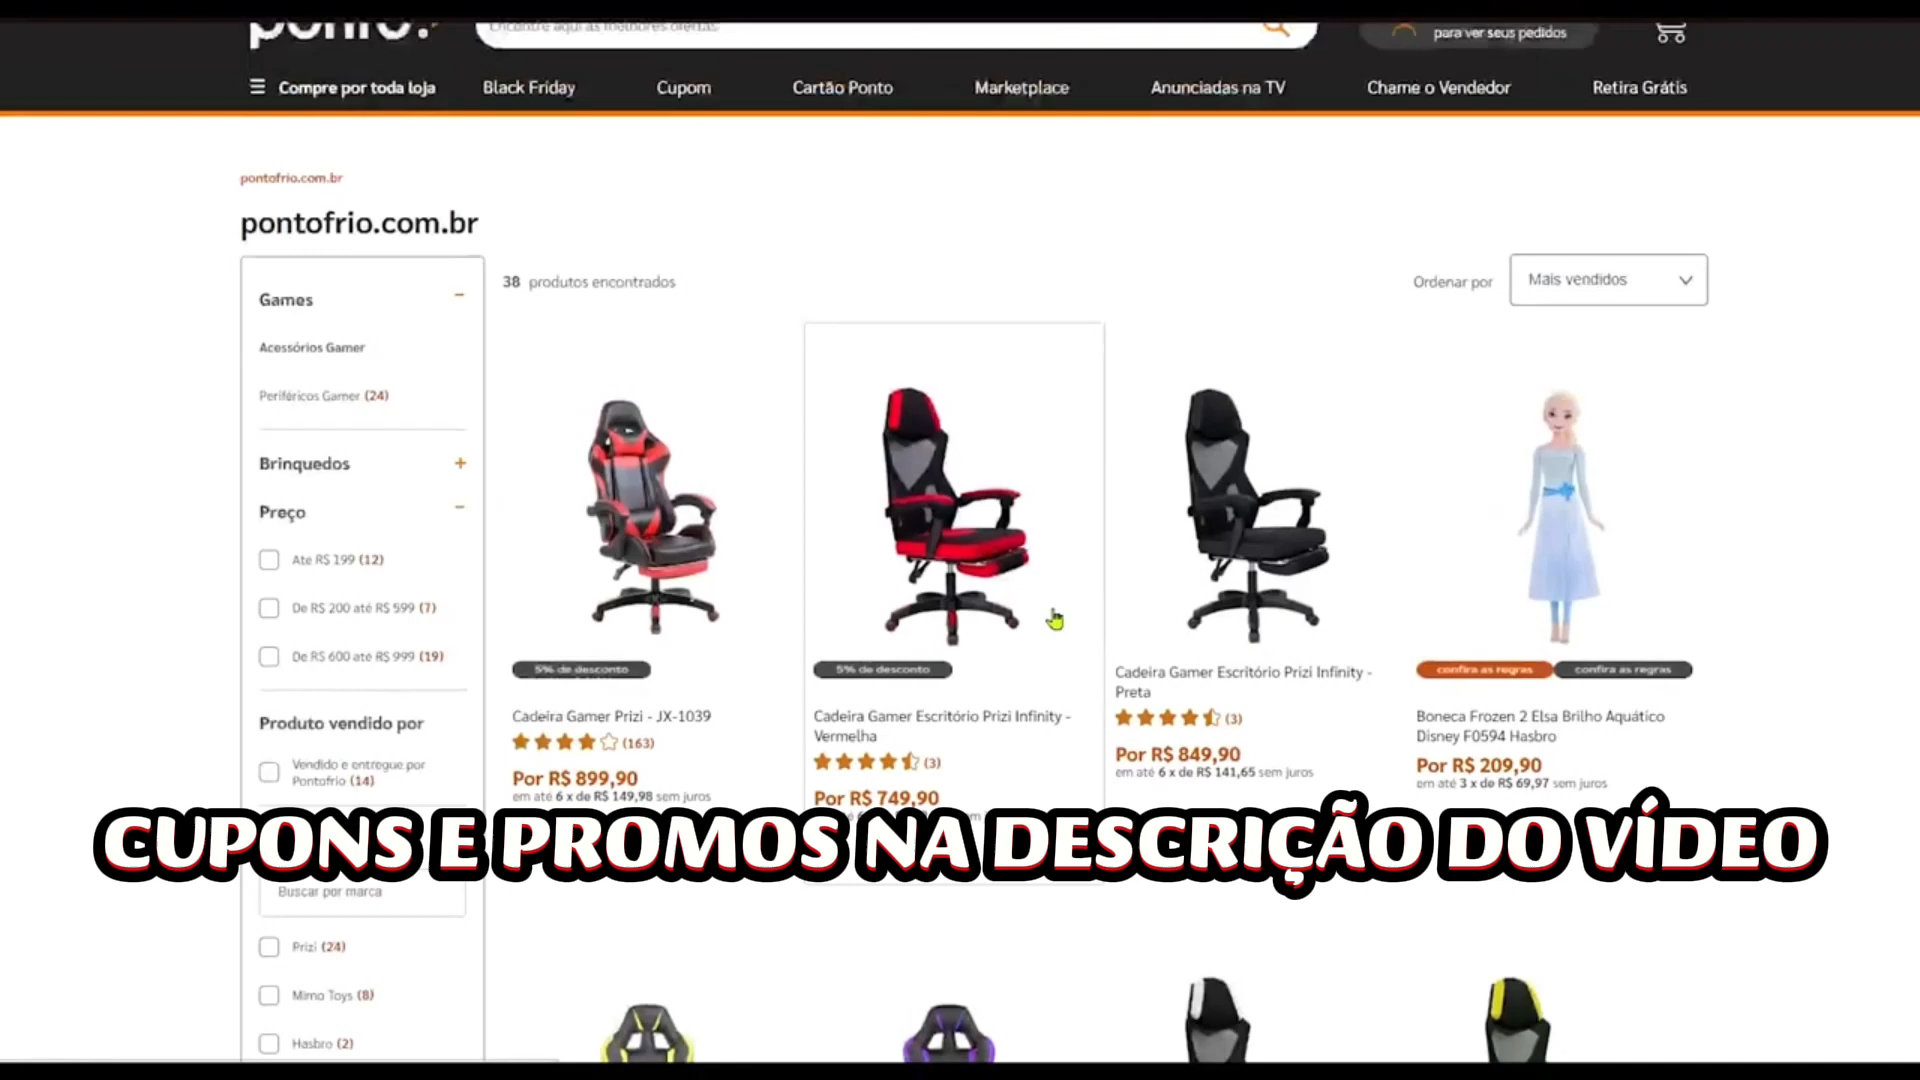 ponto:>
Encontre aqui as melhores ofertas
para ver seus pedidos
Compre por toda loja
Black Friday
Cupom
Cartão Ponto
Marketplace
Anunciadas na TV
Chame o Vendedor
Retira Grátis
pontofrio.com.br
pontofrio.com.br
38 produtos encontrados
Ordenar por
Mais vendidos
Games
Acessórios Gamer
Periféricos Gamer (24)
Brinquedos
Preço
Ate R$ 199 (12)
De R$ 200 até R$ 599 (7)
De R$ 600 até R$ 999 (19)
Produto vendido por
Vendido e entregue por
Pontofrio (14)
Buscar por marca
Prizi (24)
Mimo Toys (8)
Hasbro (2)
5% de desconto
Cadeira Gamer Prizi - JX-1039
(163)
Por R$ 899,90
em até 6 x de R$ 149,98 sem juros
5% de desconto
Cadeira Gamer Escritório Prizi Infinity -
Vermelha
(3)
Por R$ 749,90
Cadeira Gamer Escritório Prizi Infinity -
Preta
(3)
Por R$ 849,90
em até 6 x de R$ 141,65 sem juros
confira as regras
confira as regras
Boneca Frozen 2 Elsa Brilho Aquático
Disney F0594 Hasbro
Por R$ 209,90
em até 3 x de R$ 69,97 sem juros
CUPONS E PROMOS NA DESCRIÇÃO DO VÍDEO